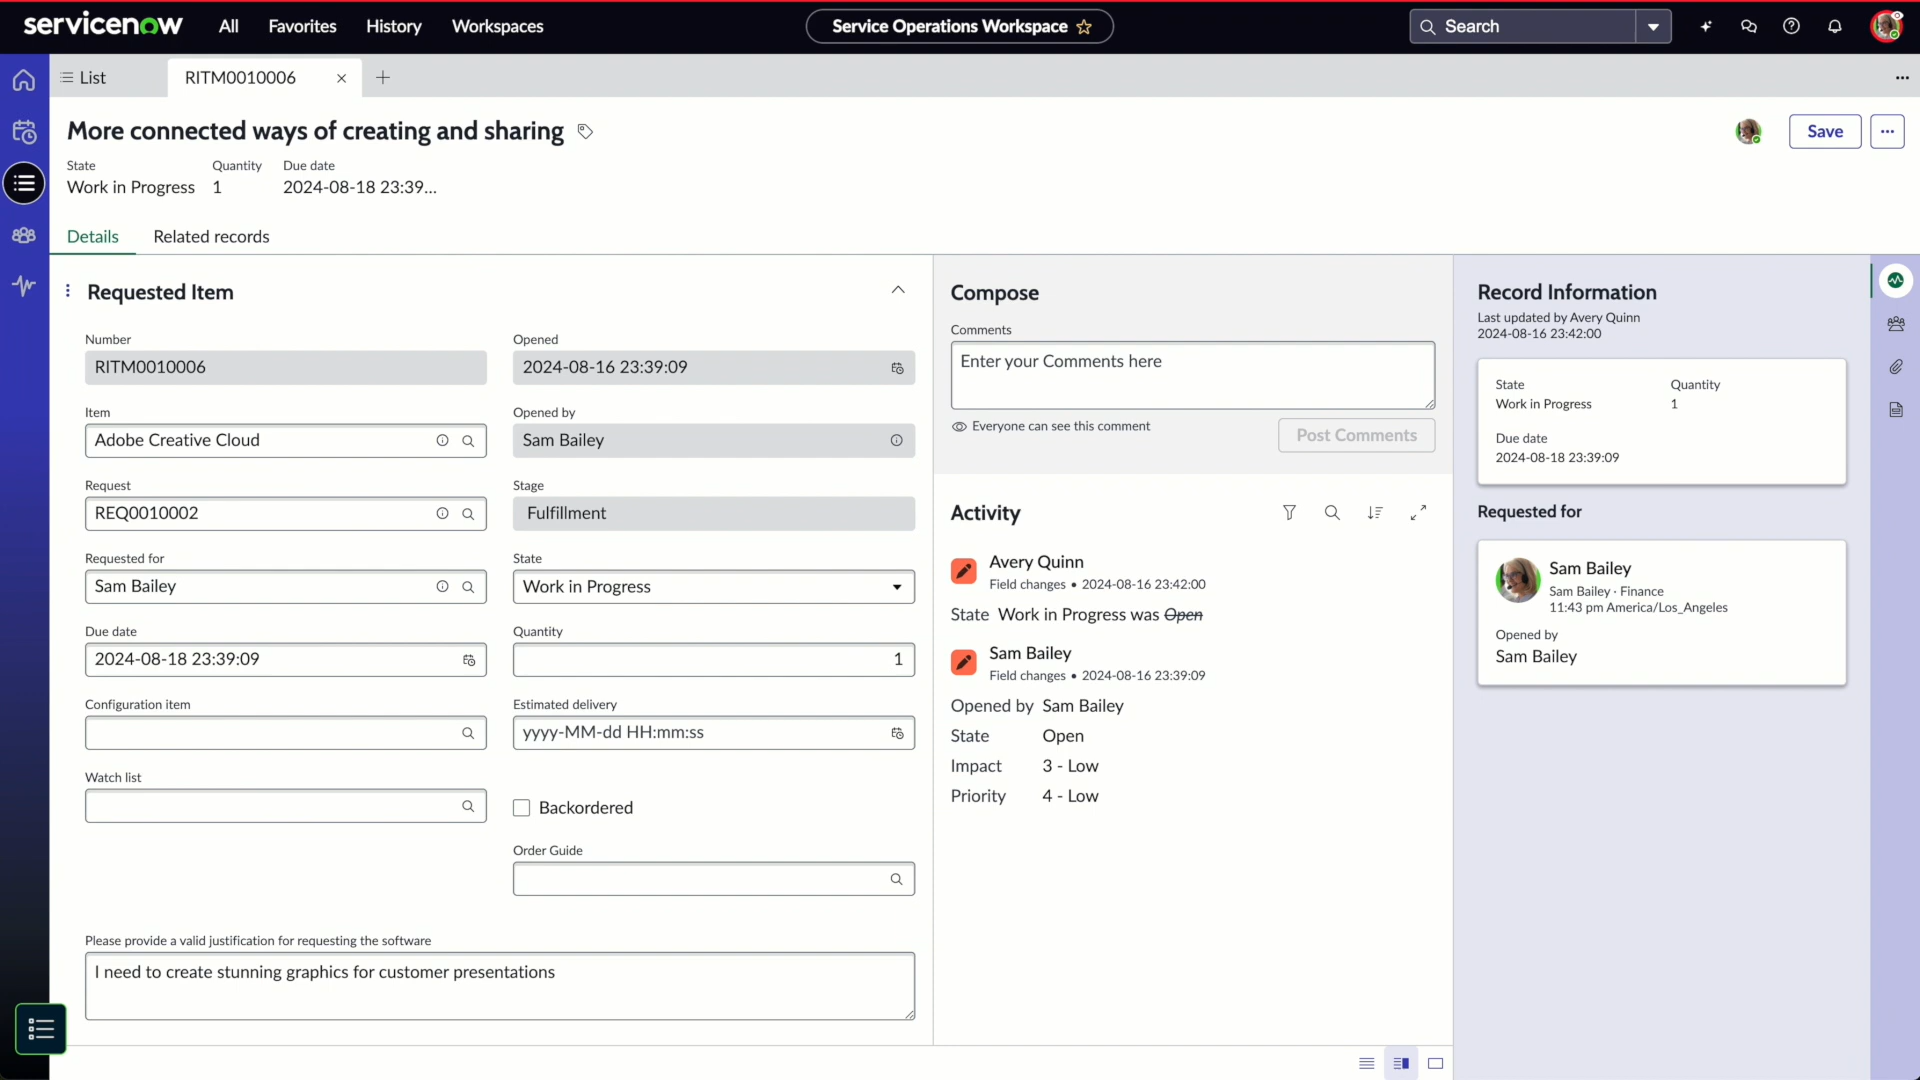 servicenow
All
Favorites
History
Workspaces
Service Operations Workspace
Search
List
RITM0010006
More connected ways of creating and sharing
Save
State
Quantity
Due date
Work in Progress
1
2024-08-18 23:39...
Details
Related records
Requested Item
Number
RITM0010006
Opened
2024-08-16 23:39:09
Item
Adobe Creative Cloud
Opened by
Sam Bailey
Request
REQ0010002
Stage
Fulfillment
Requested for
Sam Bailey
State
Work in Progress
Due date
2024-08-18 23:39:09
Quantity
1
Configuration item
Estimated delivery
yyyy-MM-dd HH:mm:ss
Watch list
Backordered
Order Guide
Please provide a valid justification for requesting the software
I need to create stunning graphics for customer presentations
Compose
Comments
Enter your Comments here
Everyone can see this comment
Post Comments
Activity
Avery Quinn
Field changes • 2024-08-16 23:42:00
State Work in Progress was Open
Sam Bailey
Field changes • 2024-08-16 23:39:09
Opened by Sam Bailey
State Open
Impact 3 - Low
Priority 4 - Low
Record Information
Last updated by Avery Quinn
2024-08-16 23:42:00
State
Quantity
Work in Progress
1
Due date
2024-08-18 23:39:09
Requested for
Sam Bailey
Sam Bailey · Finance
11:43 pm America/Los_Angeles
Opened by
Sam Bailey